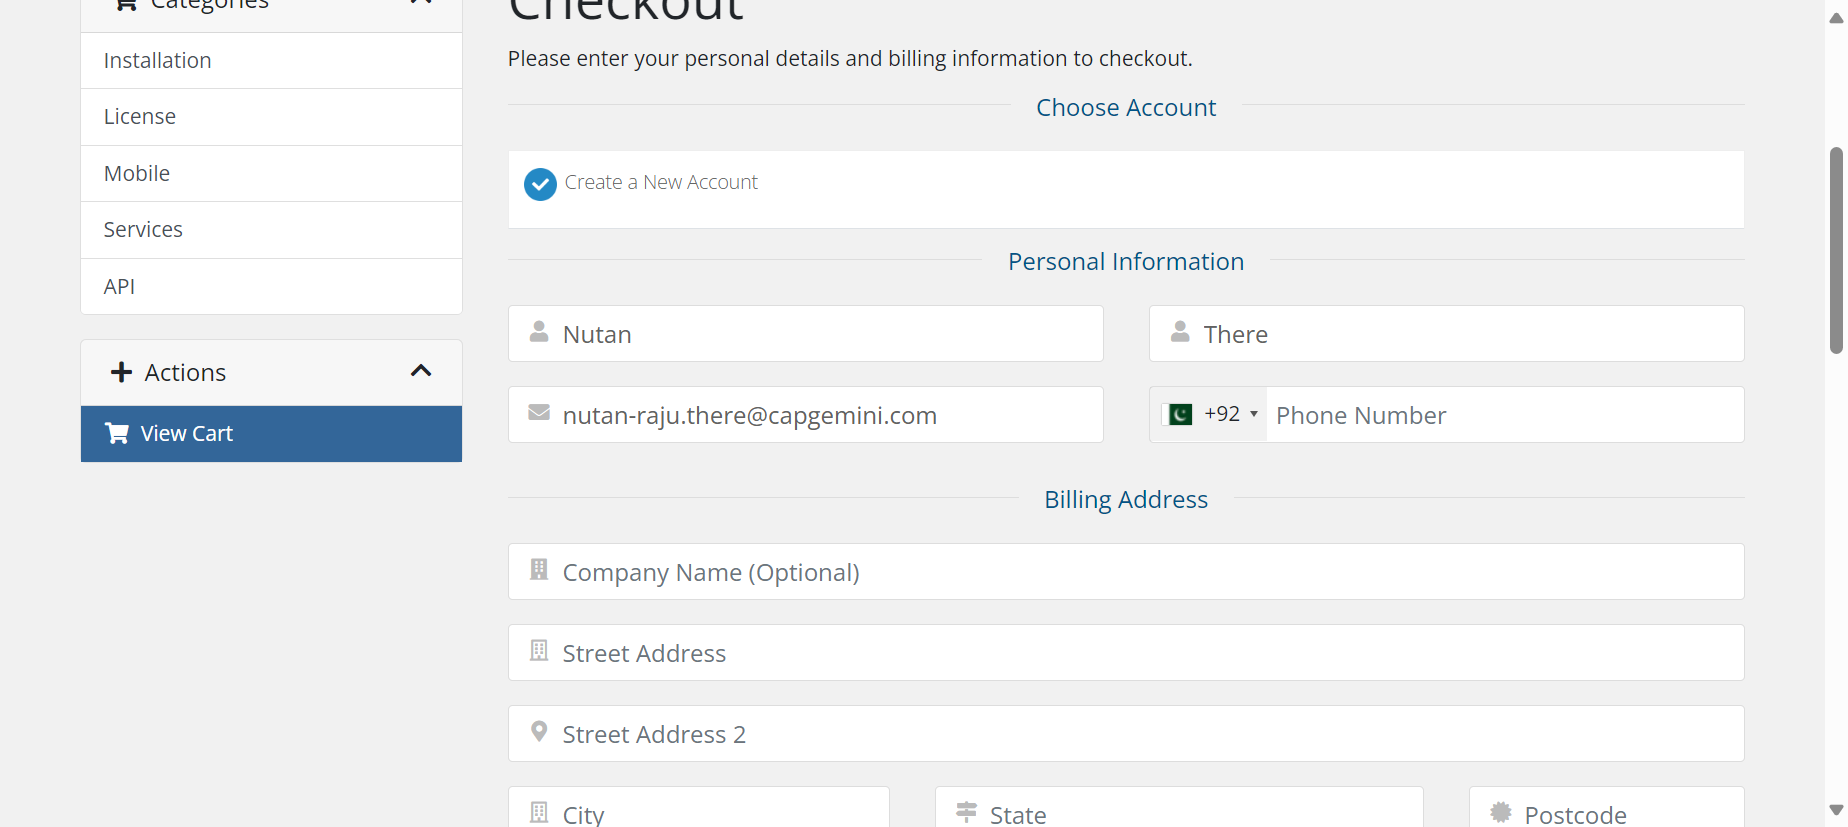 Categories
Installation
License
Mobile
Services
API
Actions
View Cart
Checkout
Please enter your personal details and billing information to checkout.
Choose Account
Create a New Account
Personal Information
Nutan
There
nutan-raju.there@capgemini.com
+92 Phone Number
Billing Address
Company Name (Optional)
Street Address
Street Address 2
City
State
Postcode